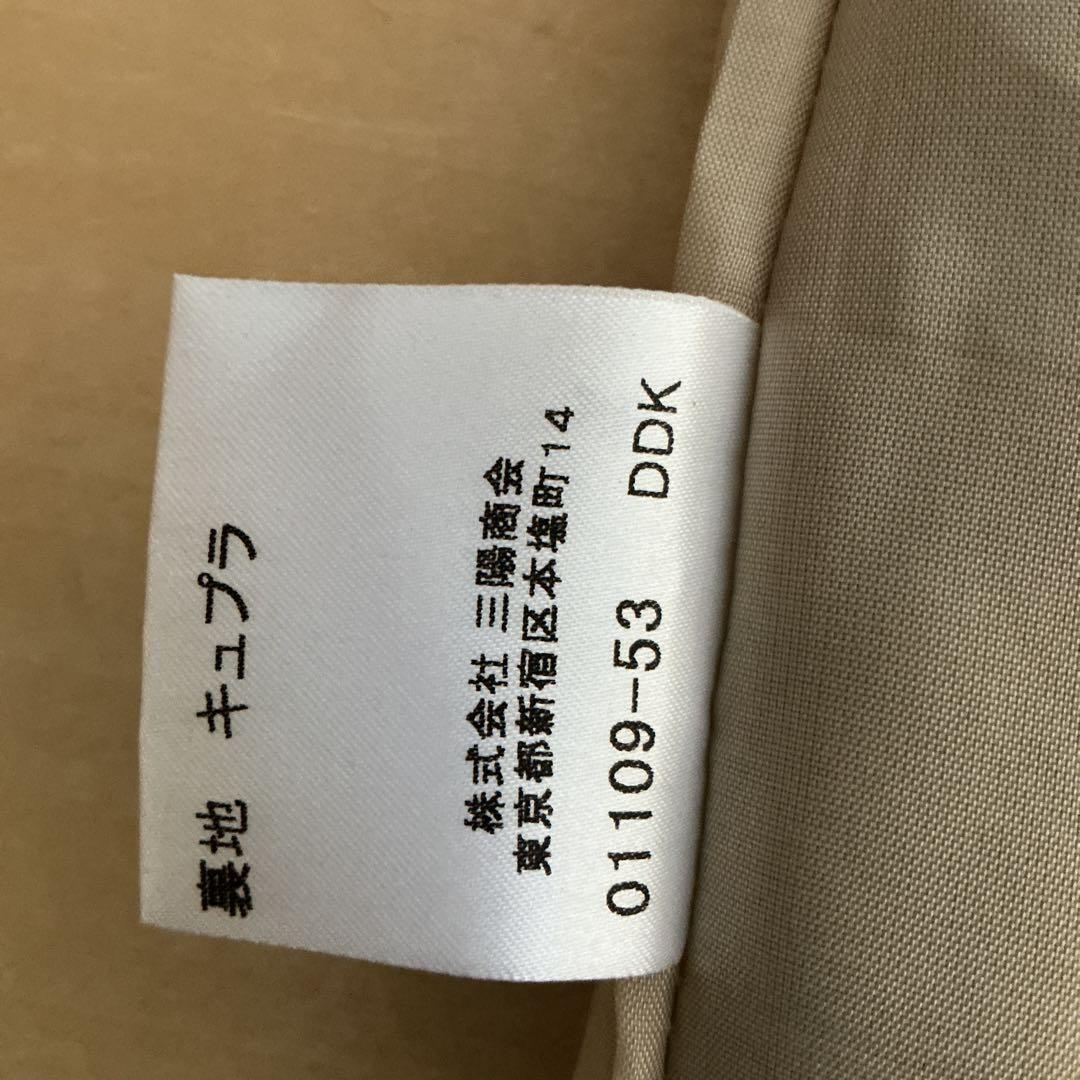 裏地 キュプラ
株式会社 三陽商会
東京都新宿区本塩町14
01109-53 DDK